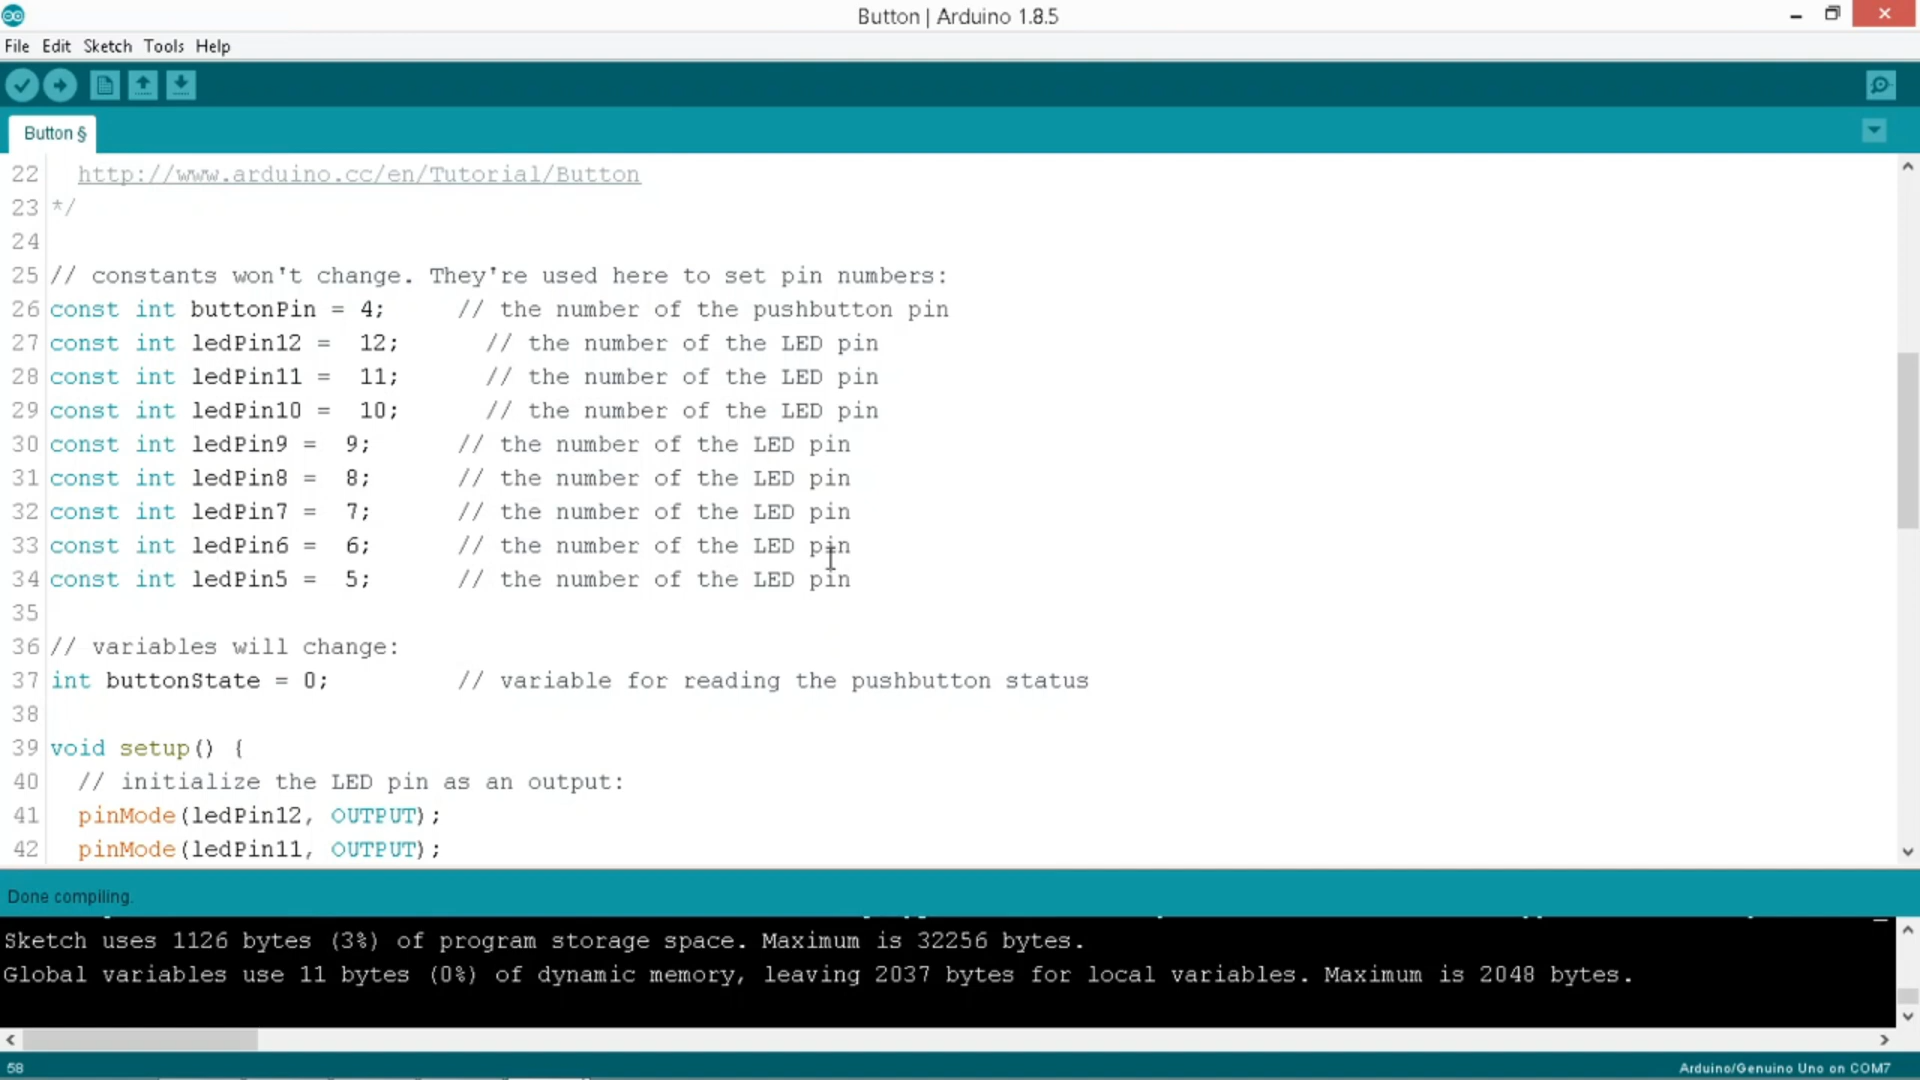 Button | Arduino 1.8.5
File Edit Sketch Tools Help
Button §
22 http://www.arduino.cc/en/Tutorial/Button
23 */
24
25 // constants won't change. They're used here to set pin numbers:
26 const int buttonPin = 4; // the number of the pushbutton pin
27 const int ledPin12 = 12; // the number of the LED pin
28 const int ledPin11 = 11; // the number of the LED pin
29 const int ledPin10 = 10; // the number of the LED pin
30 const int ledPin9 = 9; // the number of the LED pin
31 const int ledPin8 = 8; // the number of the LED pin
32 const int ledPin7 = 7; // the number of the LED pin
33 const int ledPin6 = 6; // the number of the LED pin
34 const int ledPin5 = 5; // the number of the LED pin
35
36 // variables will change:
37 int buttonState = 0; // variable for reading the pushbutton status
38
39 void setup() {
40 // initialize the LED pin as an output:
41 pinMode(ledPin12, OUTPUT);
42 pinMode(ledPin11, OUTPUT);
Done compiling.
Sketch uses 1126 bytes (3%) of program storage space. Maximum is 32256 bytes.
Global variables use 11 bytes (0%) of dynamic memory, leaving 2037 bytes for local variables. Maximum is 2048 bytes.
58 Arduino/Genuino Uno on COM7